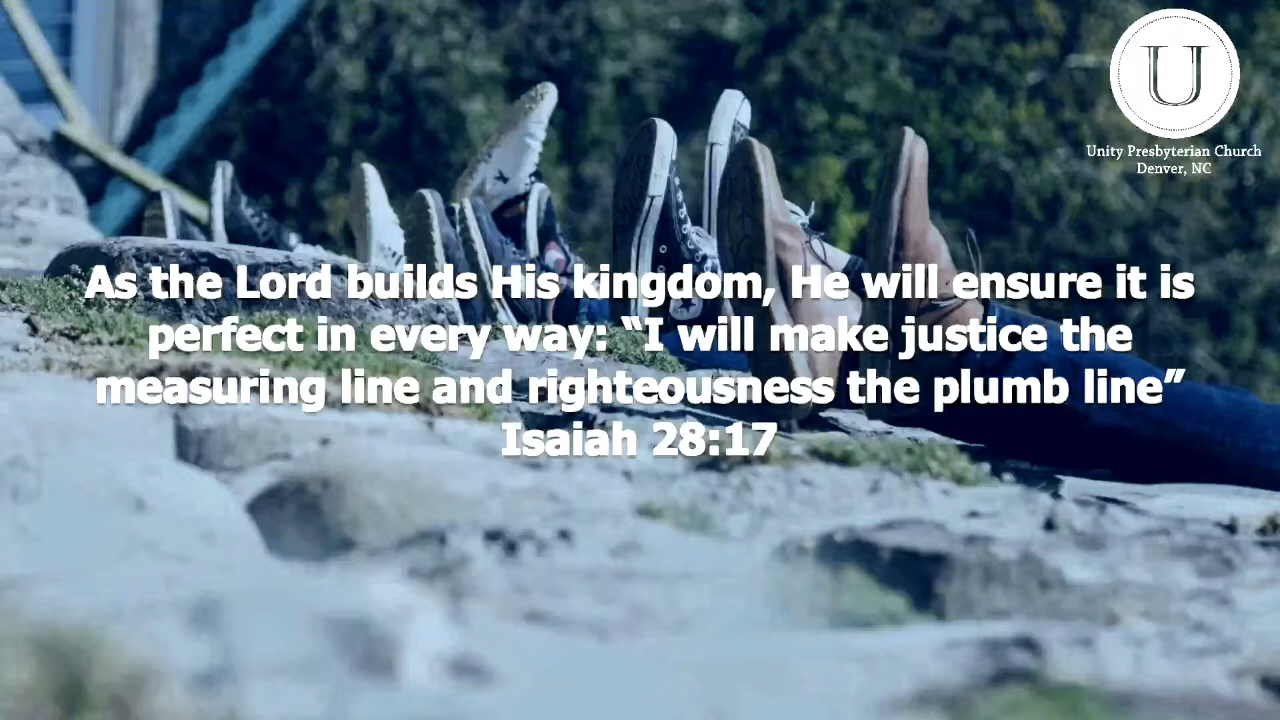 U
Unity Presbyterian Church
Denver, NC
As the Lord builds His kingdom, He will ensure it is
perfect in every way: “I will make justice the
measuring line and righteousness the plumb line”
Isaiah 28:17